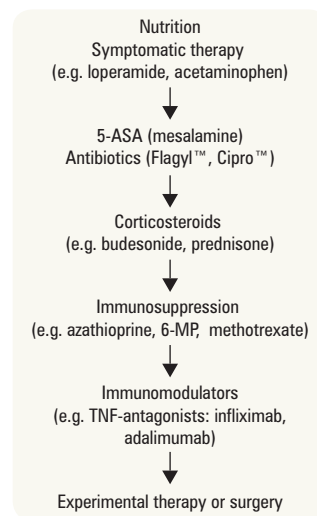 Nutrition
Symptomatic therapy
(e.g. loperamide, acetaminophen)
5-ASA (mesalamine)
Antibiotics (Flagyl™, Cipro™)
Corticosteroids
(e.g. budesonide, prednisone)
Immunosuppression
(e.g. azathioprine, 6-MP, methotrexate)
Immunomodulators
(e.g. TNF-antagonists: infliximab,
adalimumab)
Experimental therapy or surgery